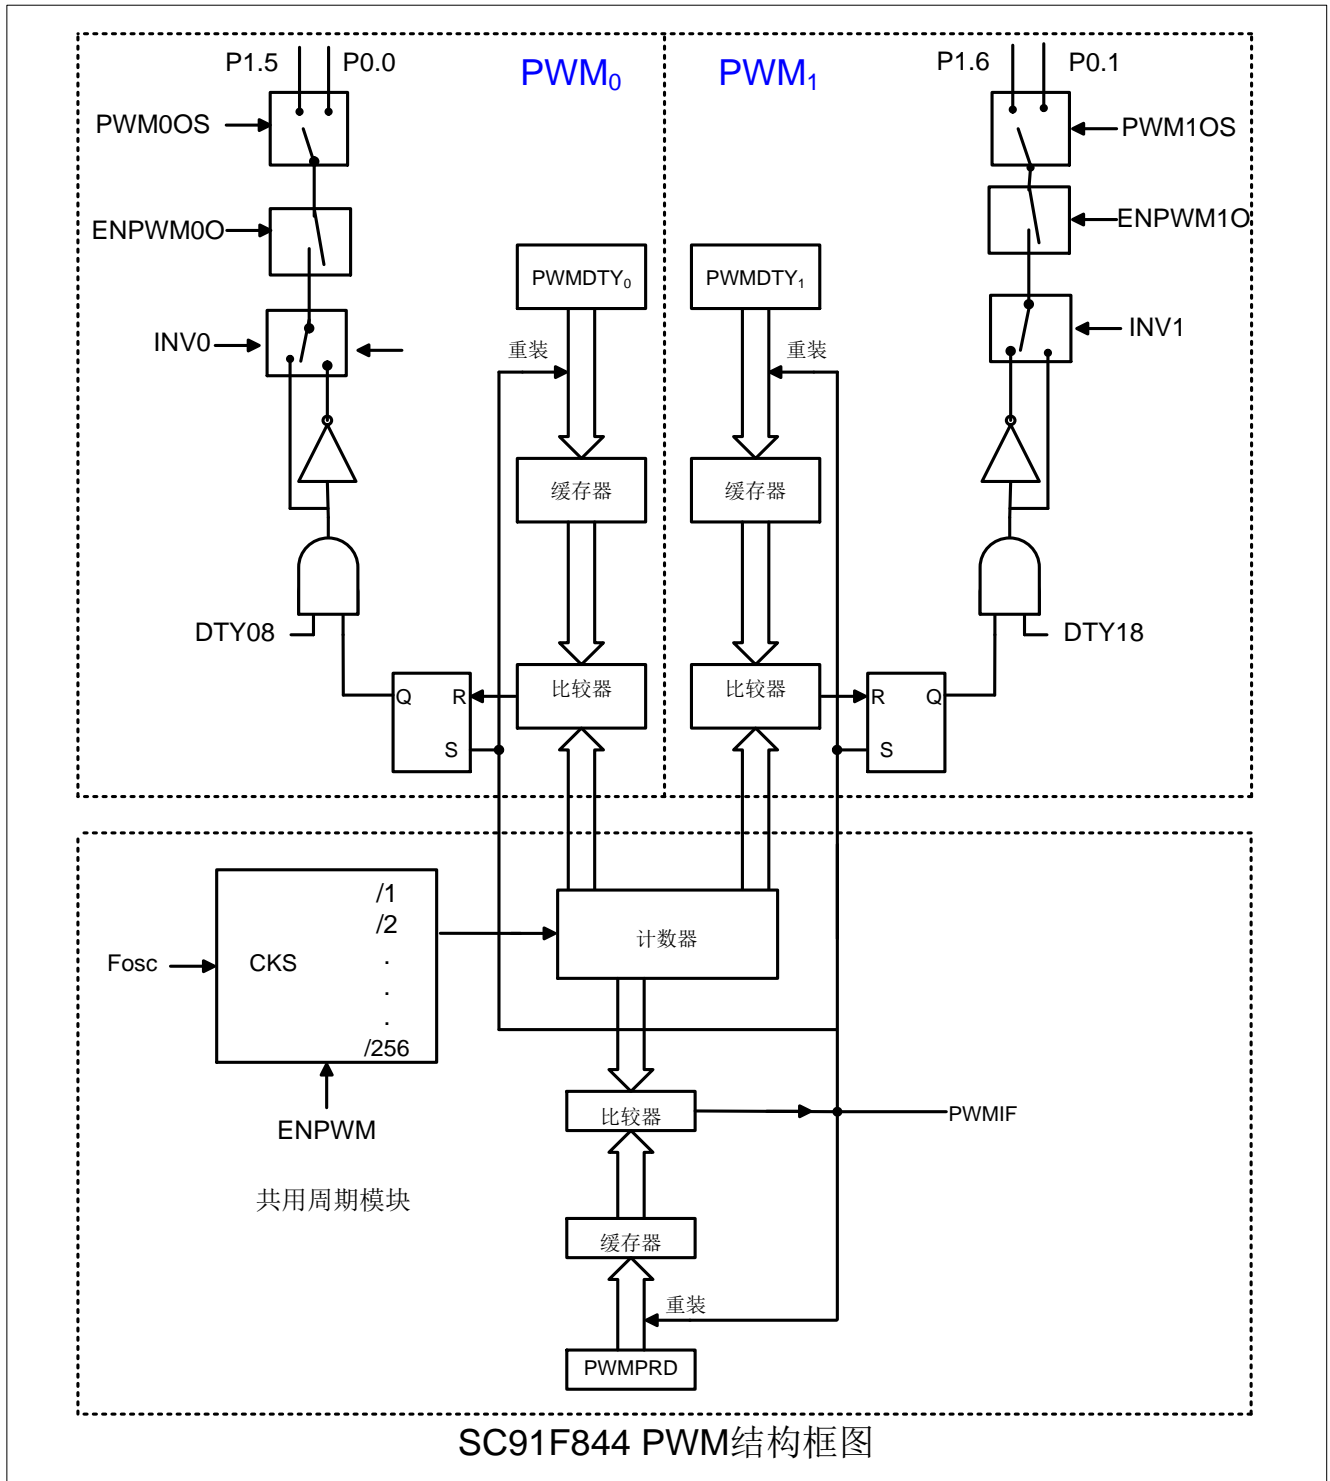 P1.5 P0.0 PWM0 PWM1 P1.6 P0.1
PWM0OS PWM1OS
ENPWM0O ENPWM1O
PWMDTY0 PWMDTY1
INV0 重装 重装 INV1
缓存器 缓存器
DTY08 DTY18
Q R 比较器 比较器 R Q
S S
/1
/2
Fosc CKS 计数器
.
.
.
/256
比较器 PWMIF
ENPWM
共用周期模块
缓存器
重装
PWMPRD
SC91F844 PWM结构框图